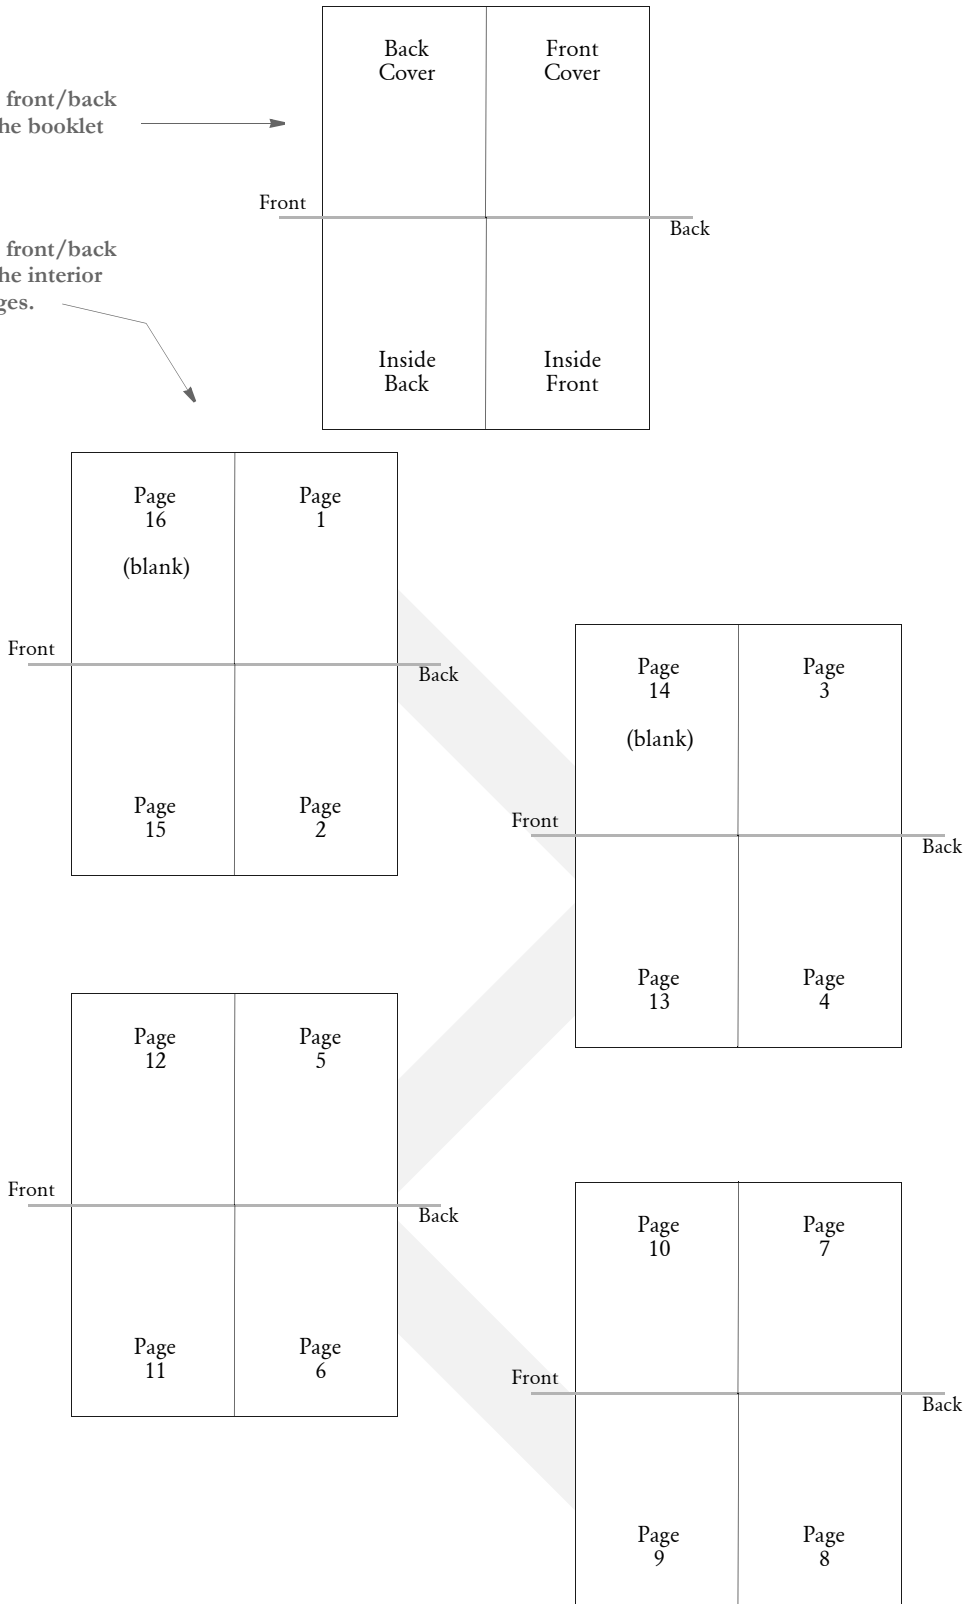 Back Front
Cover Cover
front/back
the booklet
Front
Back
front/back
the interior
Inside Inside
Back Front
Page Page
16 1
(blank)
Front
Back
Page Page
14 3
(blank)
Page Page
15 2
Front
Back
Page Page
13 4
Page Page
12 5
Front
Back
Page Page
10 7
Page Page
11 6
Front
Back
Page Page
9 8